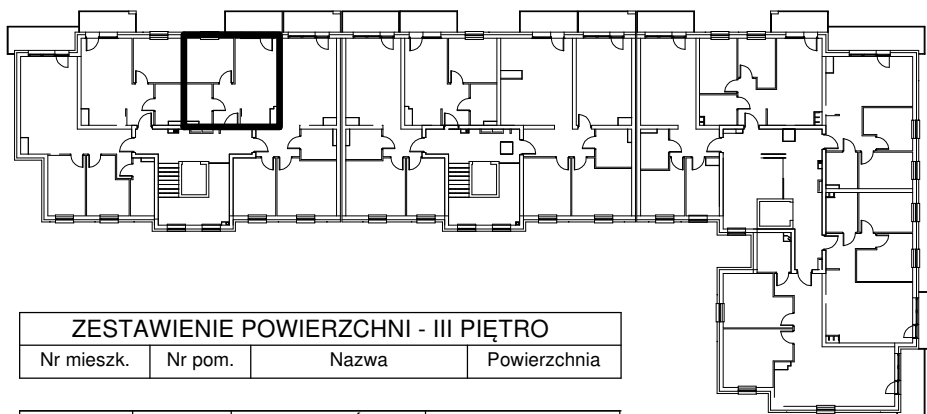 ZESTAWIENIE POWIERZCHNI - III PIĘTRO
Nr mieszk. Nr pom. Nazwa Powierzchnia